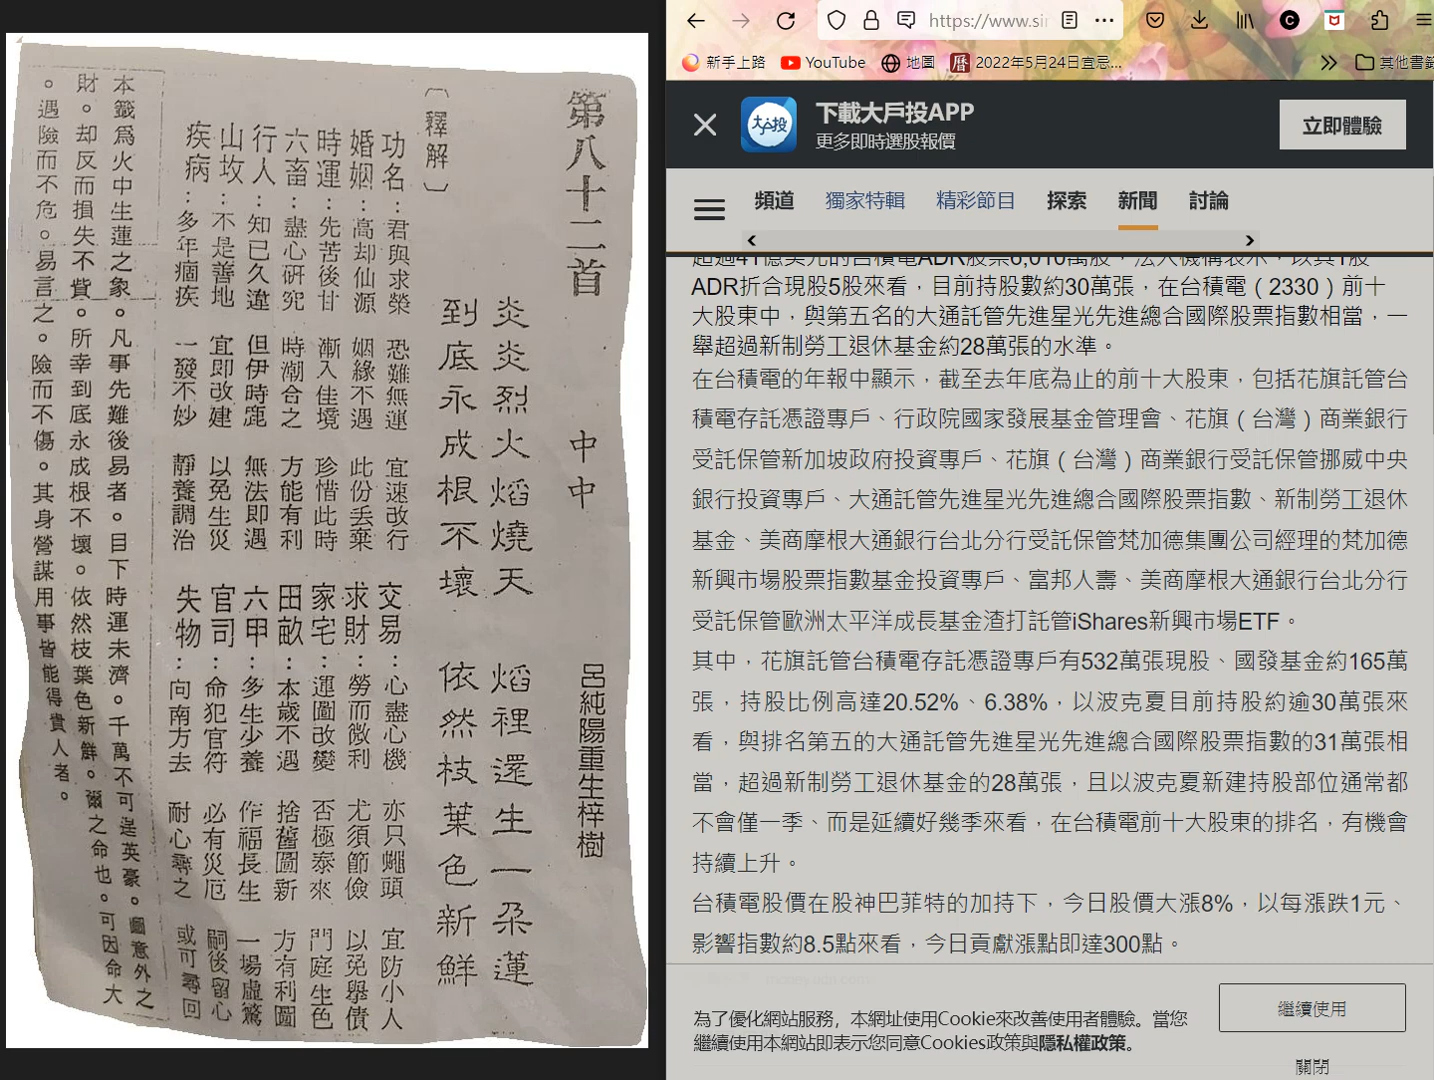 第八十二首 中中 呂純陽重生梓樹
炎炎烈火焰燒天 焰裡還生一朵蓮
到底永成根不壞 依然枝葉色新鮮
〔釋解〕
功名：君與求榮 恐難無運 宜速改行 交易：心盡心機 亦只蠅頭 宜防小人
婚姻：高却仙源 姻緣不遇 此份丢棄 求財：勞而微利 尤須節儉 以免舉債
時運：先苦後甘 漸入佳境 珍惜此時 家宅：運圖改變 否極泰來 門庭生色
六畜：盡心研究 時潮合之 方能有利 田畝：本歲不遇 捨舊圖新 方有利圖
行人：知已久違 但伊時 無法即遇 六甲：多生少養 作福長生 一場虛驚
山坟：不是善地 宜即改建 以免生災 官司：命犯官符 必有災厄 嗣後留心
疾病：多年痼疾 一發不妙 靜養調治 失物：向南方去 耐心尋之 或可尋回
本籤為火中生蓮之象。凡事先難後易者。目下時運未濟。千萬不可是英豪。圖意外之
財。却反而損失不貲。所幸到底永成根不壞。依然枝葉色新鮮。爾之命也。可因命大
。遇險而不危。易言之。險而不傷。其身營謀用事皆能得貴人者。
https://www.sin
新手上路 YouTube 地圖 2022年5月24日宜忌... 其他書籤
下載大戶投APP
更多即時選股報價
立即體驗
大戶投
頻道 獨家特輯 精彩節目 探索 新聞 討論
超過41億美元的台積電ADR股票6,010萬股，法人機構表示，以其1股
ADR折合現股5股來看，目前持股數約30萬張，在台積電（2330）前十
大股東中，與第五名的大通託管先進星光先進總合國際股票指數相當，一
舉超過新制勞工退休基金約28萬張的水準。
在台積電的年報中顯示，截至去年底為止的前十大股東，包括花旗託管台
積電存託憑證專戶、行政院國家發展基金管理會、花旗（台灣）商業銀行
受託保管新加坡政府投資專戶、花旗（台灣）商業銀行受託保管挪威中央
銀行投資專戶、大通託管先進星光先進總合國際股票指數、新制勞工退休
基金、美商摩根大通銀行台北分行受託保管梵加德集團公司經理的梵加德
新興市場股票指數基金投資專戶、富邦人壽、美商摩根大通銀行台北分行
受託保管歐洲太平洋成長基金渣打託管iShares新興市場ETF。
其中，花旗託管台積電存託憑證專戶有532萬張現股、國發基金約165萬
張，持股比例高達20.52%、6.38%，以波克夏目前持股約逾30萬張來
看，與排名第五的大通託管先進星光先進總合國際股票指數的31萬張相
當，超過新制勞工退休基金的28萬張，且以波克夏新建持股部位通常都
不會僅一季、而是延續好幾季來看，在台積電前十大股東的排名，有機會
持續上升。
台積電股價在股神巴菲特的加持下，今日股價大漲8%，以每漲跌1元、
影響指數約8.5點來看，今日貢獻漲點即達300點。
為了優化網站服務，本網址使用Cookie來改善使用者體驗。當您
繼續使用本網站即表示您同意Cookies政策與隱私權政策。
繼續使用
關閉